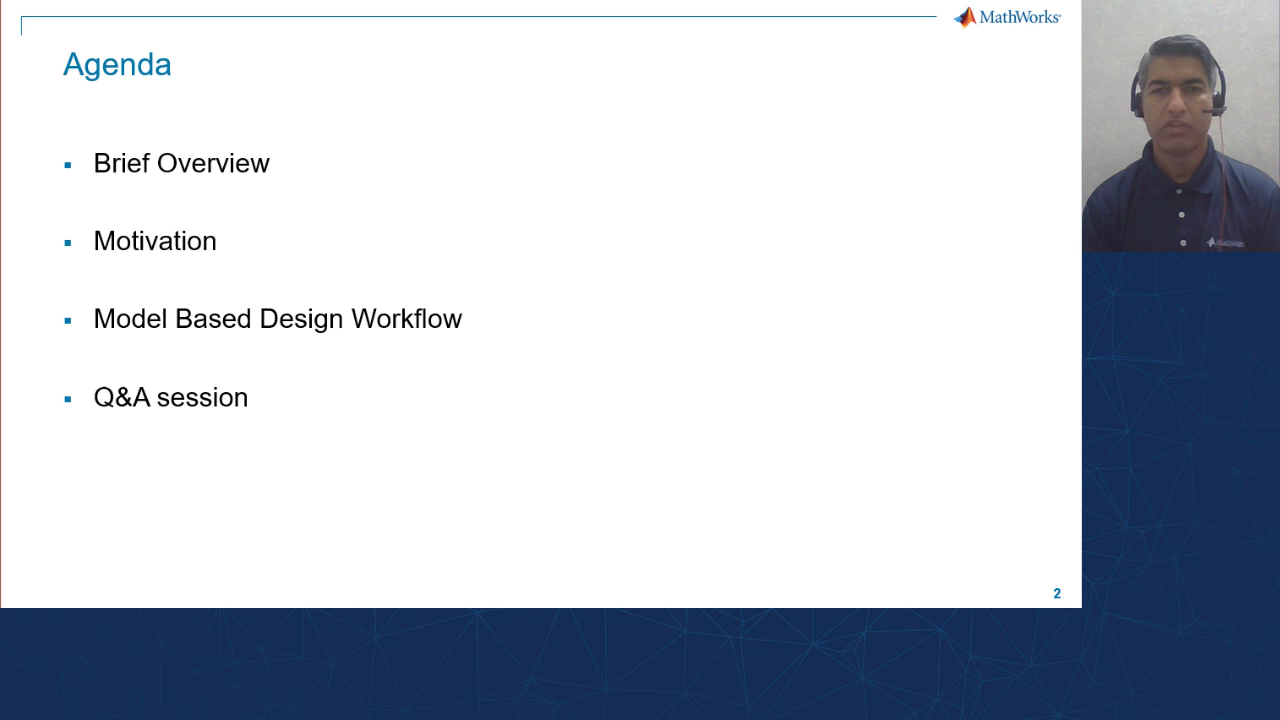 MathWorks
Agenda
▪ Brief Overview
▪ Motivation
▪ Model Based Design Workflow
▪ Q&A session
2